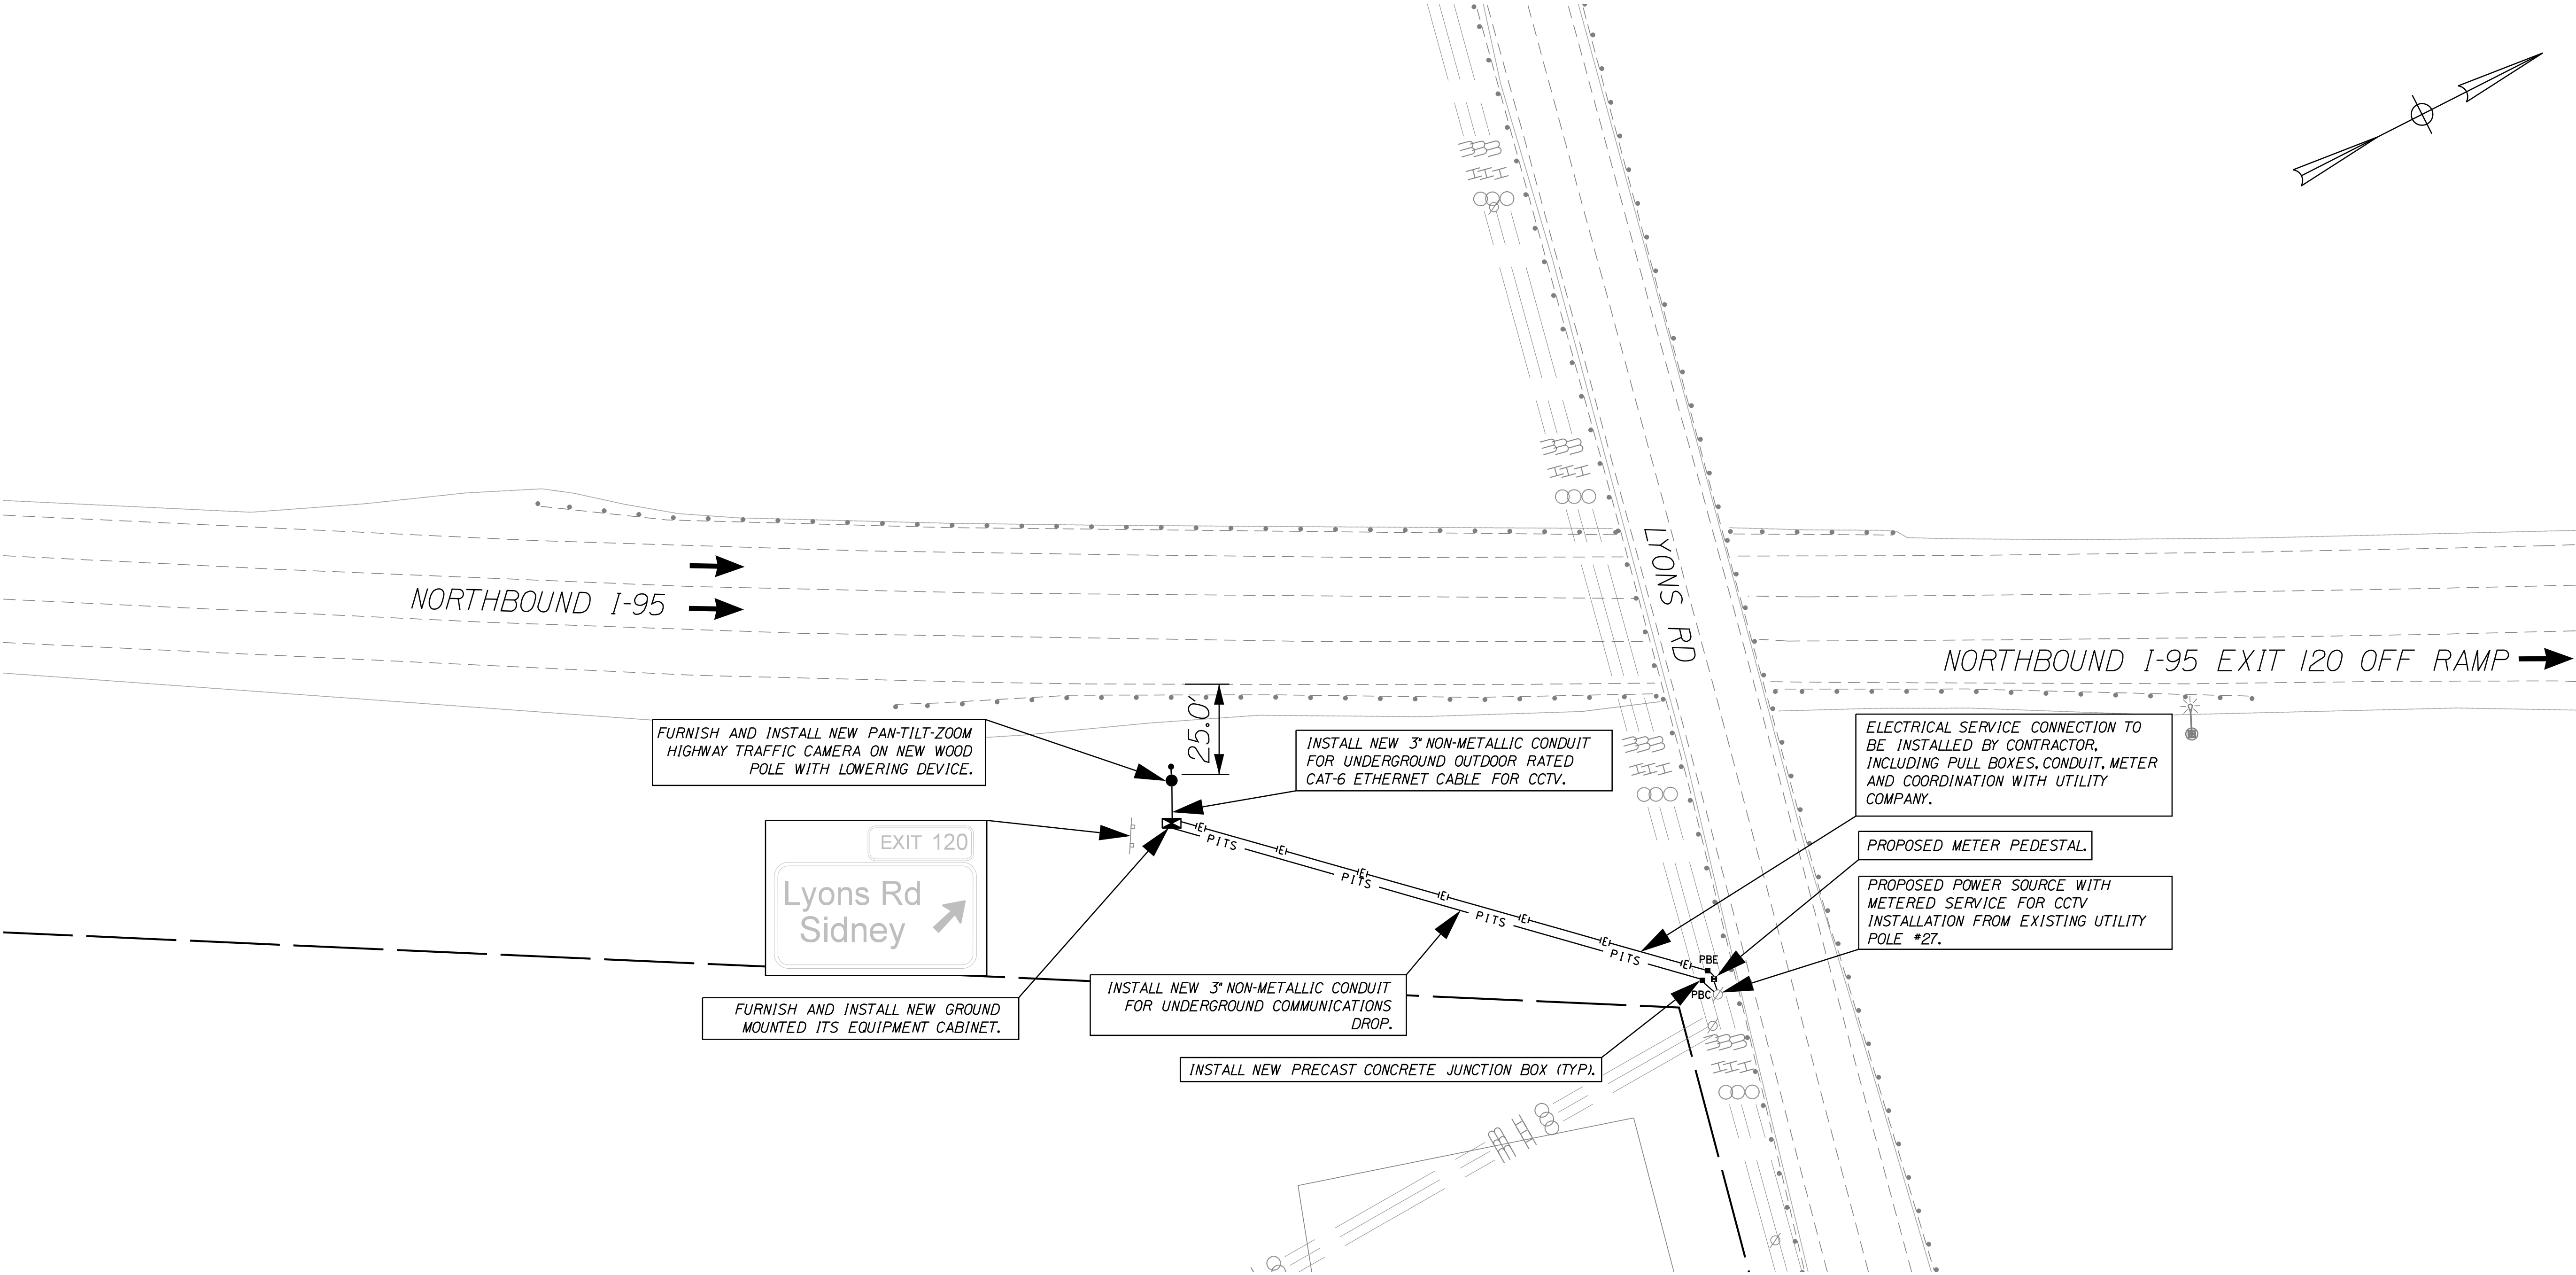 LYONS RD
NORTHBOUND I-95
NORTHBOUND I-95 EXIT 120 OFF RAMP
25.0'
FURNISH AND INSTALL NEW PAN-TILT-ZOOM
HIGHWAY TRAFFIC CAMERA ON NEW WOOD
POLE WITH LOWERING DEVICE.
INSTALL NEW 3" NON-METALLIC CONDUIT
FOR UNDERGROUND OUTDOOR RATED
CAT-6 ETHERNET CABLE FOR CCTV.
ELECTRICAL SERVICE CONNECTION TO
BE INSTALLED BY CONTRACTOR,
INCLUDING PULL BOXES, CONDUIT, METER
AND COORDINATION WITH UTILITY
COMPANY.
PROPOSED METER PEDESTAL.
PROPOSED POWER SOURCE WITH
METERED SERVICE FOR CCTV
INSTALLATION FROM EXISTING UTILITY
POLE #27.
EXIT 120
Lyons Rd
Sidney
E
PITS
E
E
PITS
E
E
PITS
E
PITS
E
PBE
PBC
FURNISH AND INSTALL NEW GROUND
MOUNTED ITS EQUIPMENT CABINET.
INSTALL NEW 3" NON-METALLIC CONDUIT
FOR UNDERGROUND COMMUNICATIONS
DROP.
INSTALL NEW PRECAST CONCRETE JUNCTION BOX (TYP).